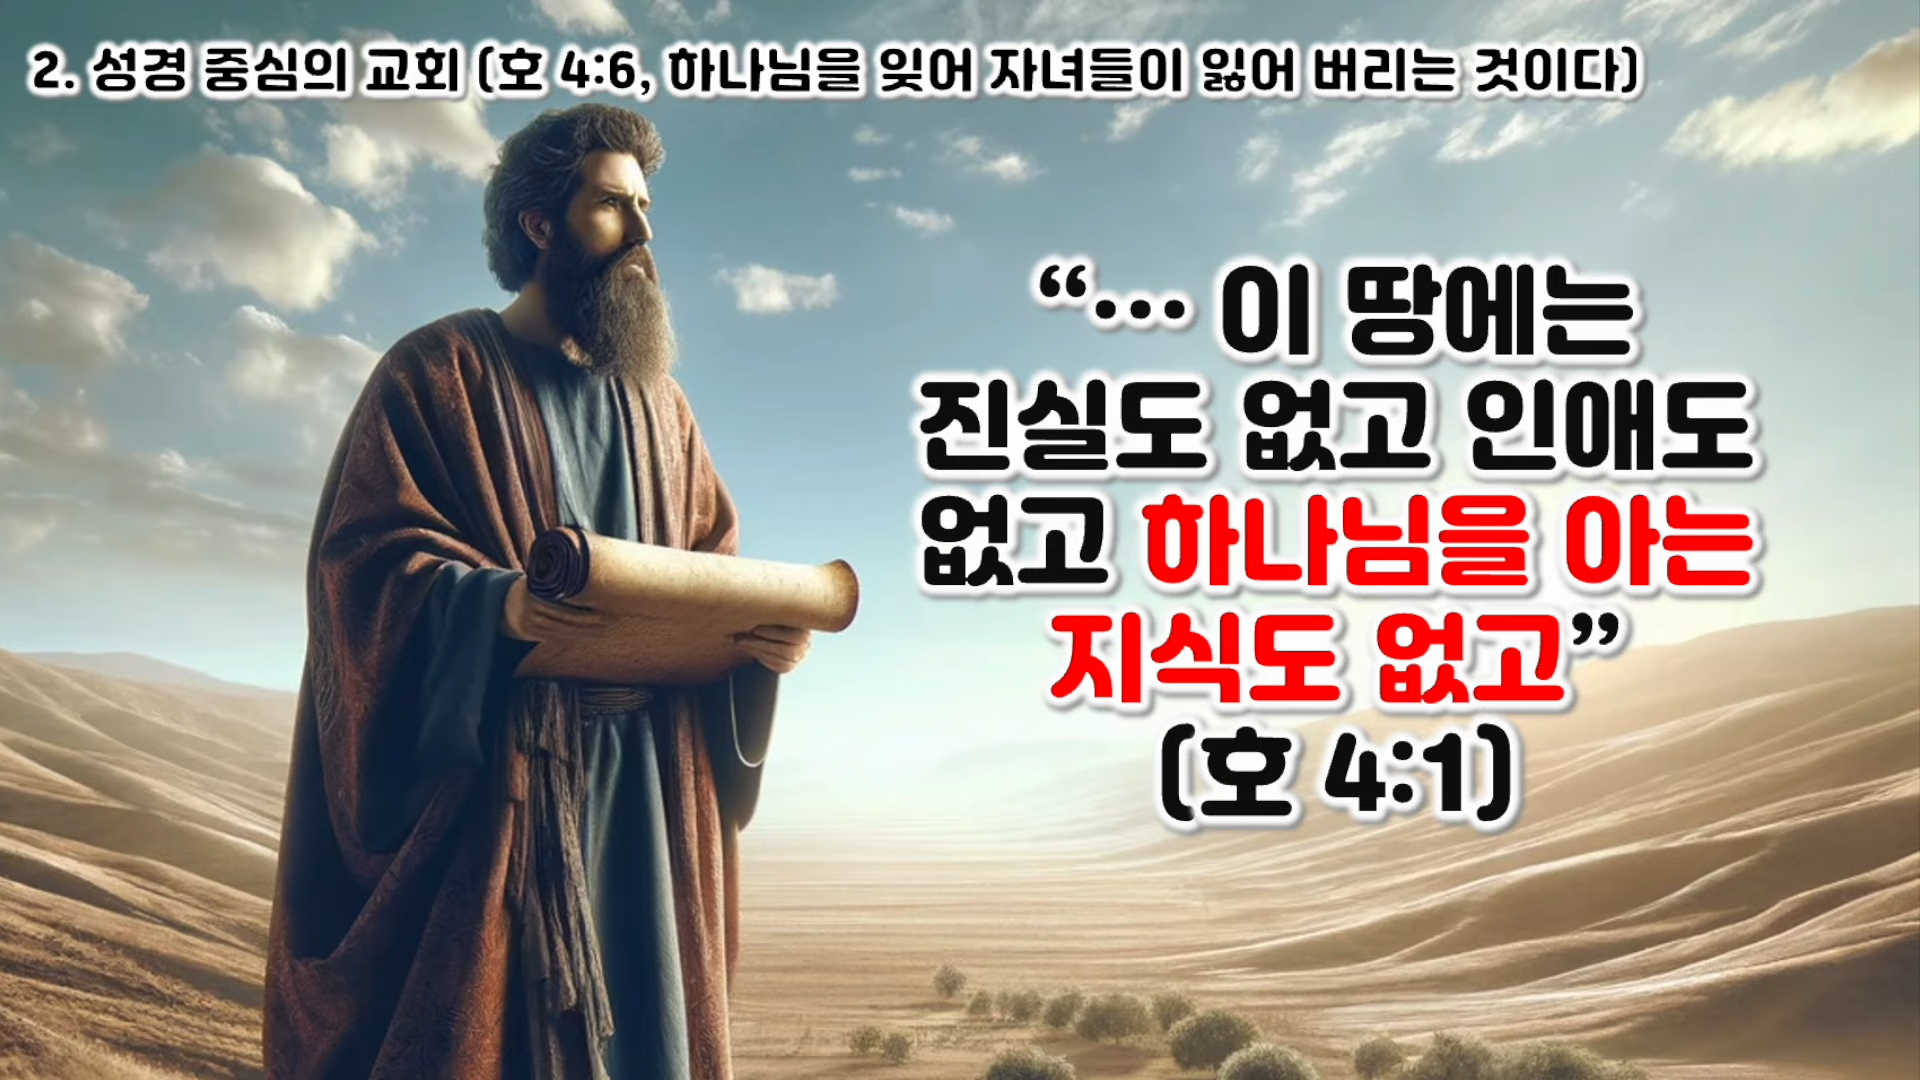 2. 성경 중심의 교회 (호 4:6, 하나님을 잊어 자녀들이 잃어 버리는 것이다)
“… 이 땅에는
진실도 없고 인애도
없고 하나님을 아는
지식도 없고”
(호 4:1)